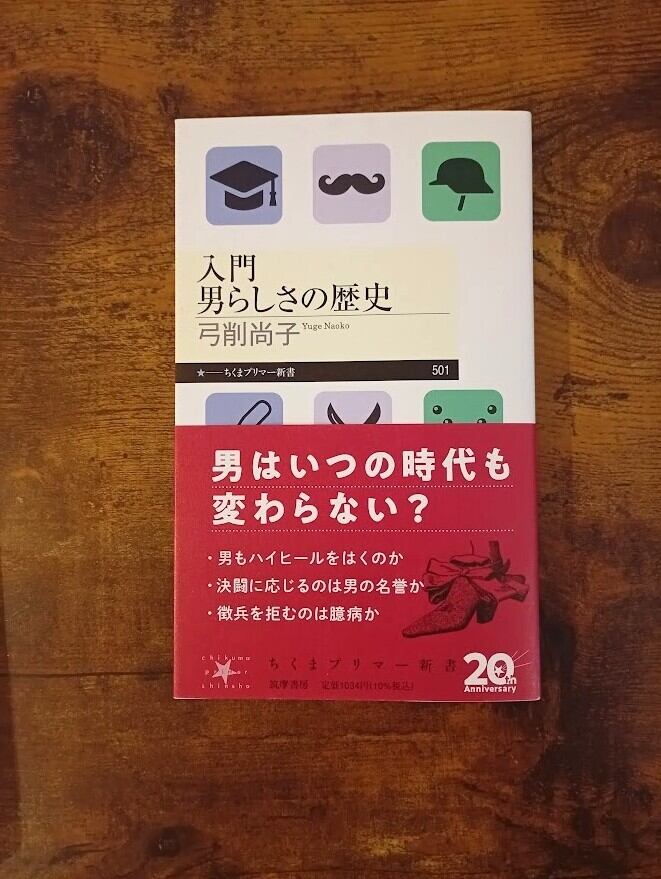 入門
男らしさの歴史
弓削尚子 Yuge Naoko
★──ちくまプリマー新書 501
男はいつの時代も
変わらない？
・男もハイヒールをはくのか
・決闘に応じるのは男の名誉か
・徴兵を拒むのは臆病か
chikuma
primer
shinsho
ちくまプリマー新書
筑摩書房 定価1034円(10%税込)
20th
Anniversary